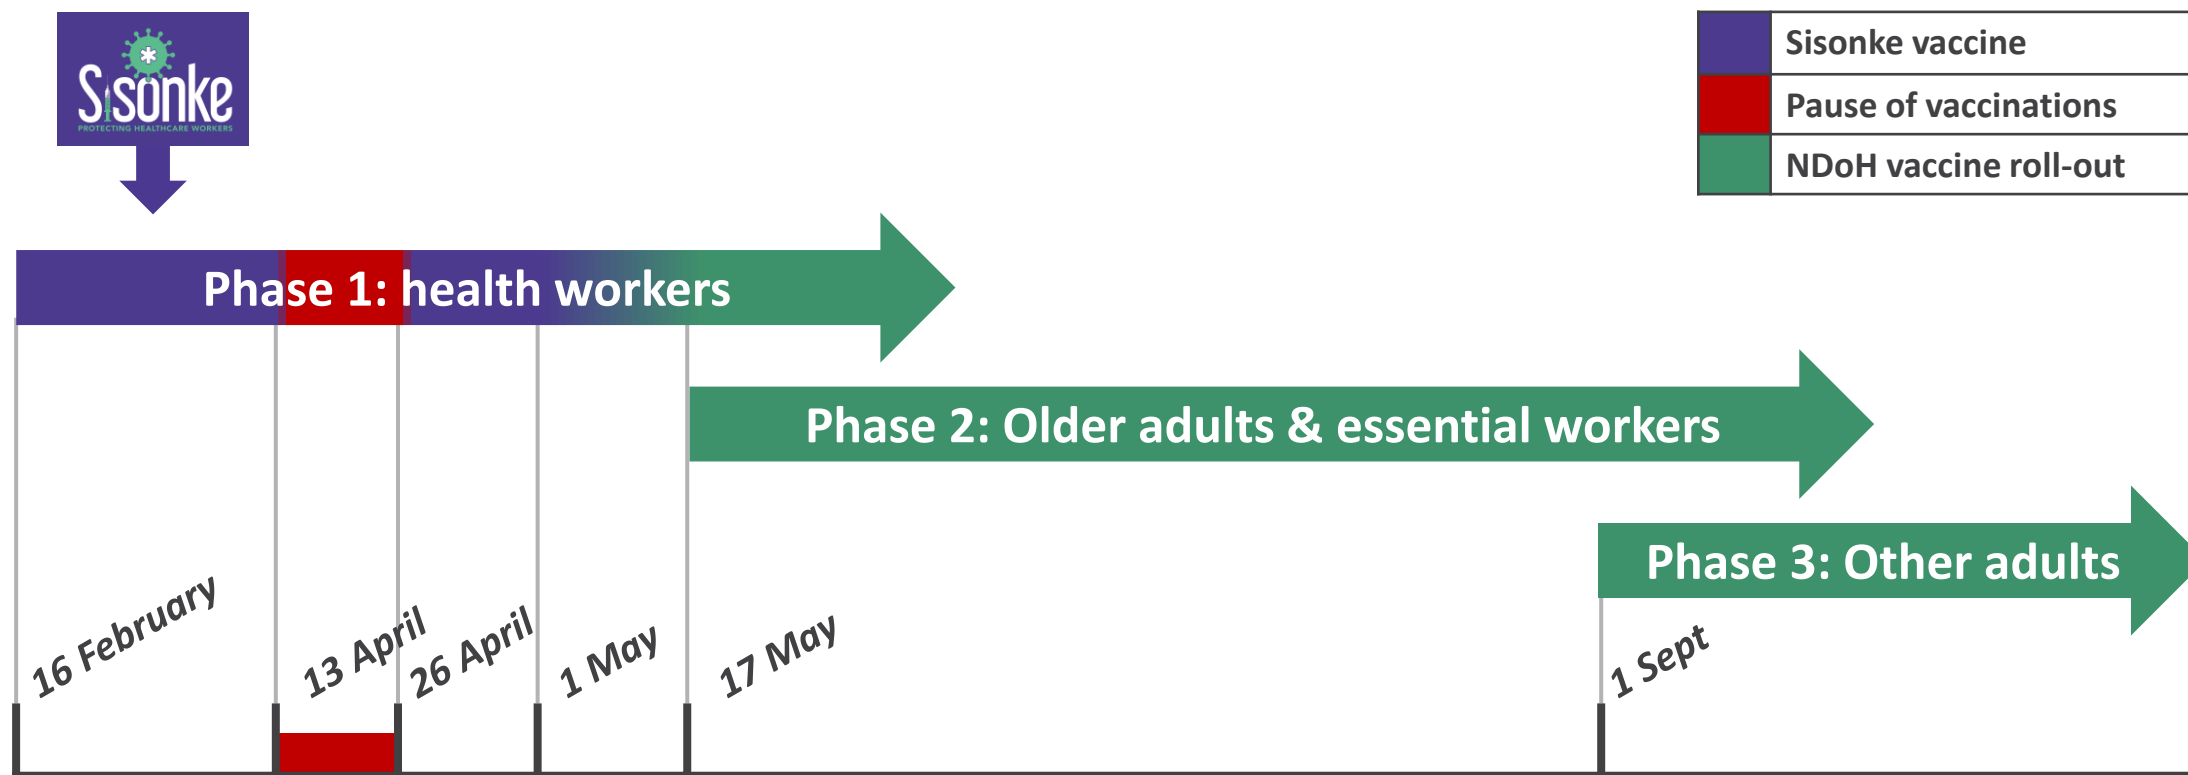 Sisonke
PROTECTING HEALTHCARE WORKERS
Sisonke vaccine
Pause of vaccinations
NDoH vaccine roll-out
Phase 1: health workers
Phase 2: Older adults & essential workers
Phase 3: Other adults
16 February
13 April
26 April
1 May
17 May
1 Sept